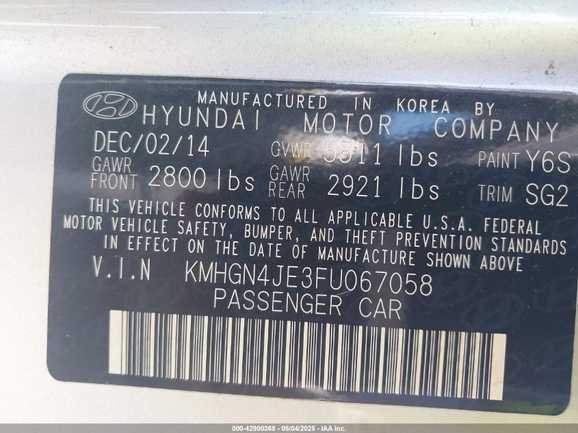 MANUFACTURED IN KOREA BY
HYUNDAI MOTOR COMPANY
DEC/02/14 GVWR lbs PAINT Y6S
GAWR FRONT 2800 lbs GAWR REAR 2921 lbs TRIM SG2
THIS VEHICLE CONFORMS TO ALL APPLICABLE U.S.A. FEDERAL
MOTOR VEHICLE SAFETY, BUMPER, AND THEFT PREVENTION STANDARDS
IN EFFECT ON THE DATE OF MANUFACTURE SHOWN ABOVE.
V.I.N KMHGN4JE3FU067058
PASSENGER CAR
000-42900268 - 05/04/2025 - IAA Inc.